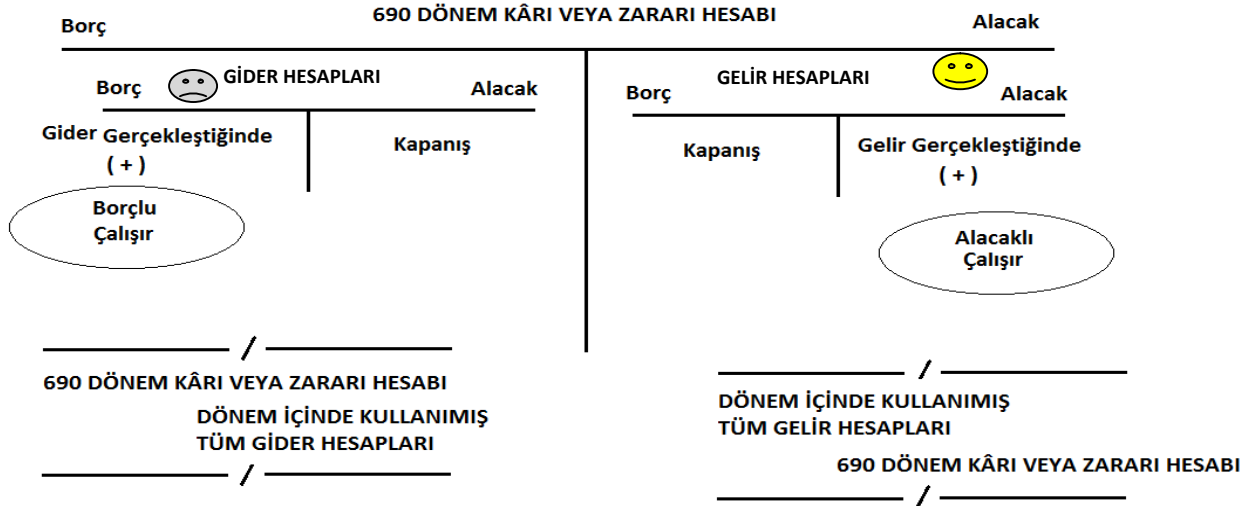 690 DÖNEM KÂRI VEYA ZARARI HESABI
Borç
Alacak
GİDER HESAPLARI
Borç
Alacak
Gider Gerçekleştiğinde
( + )
Kapanış
Borçlu
Çalışır
GELİR HESAPLARI
Borç
Alacak
Kapanış
Gelir Gerçekleştiğinde
( + )
Alacaklı
Çalışır
/
690 DÖNEM KÂRI VEYA ZARARI HESABI
DÖNEM İÇİNDE KULLANIMIŞ
TÜM GİDER HESAPLARI
/
/
DÖNEM İÇİNDE KULLANIMIŞ
TÜM GELİR HESAPLARI
690 DÖNEM KÂRI VEYA ZARARI HESABI
/